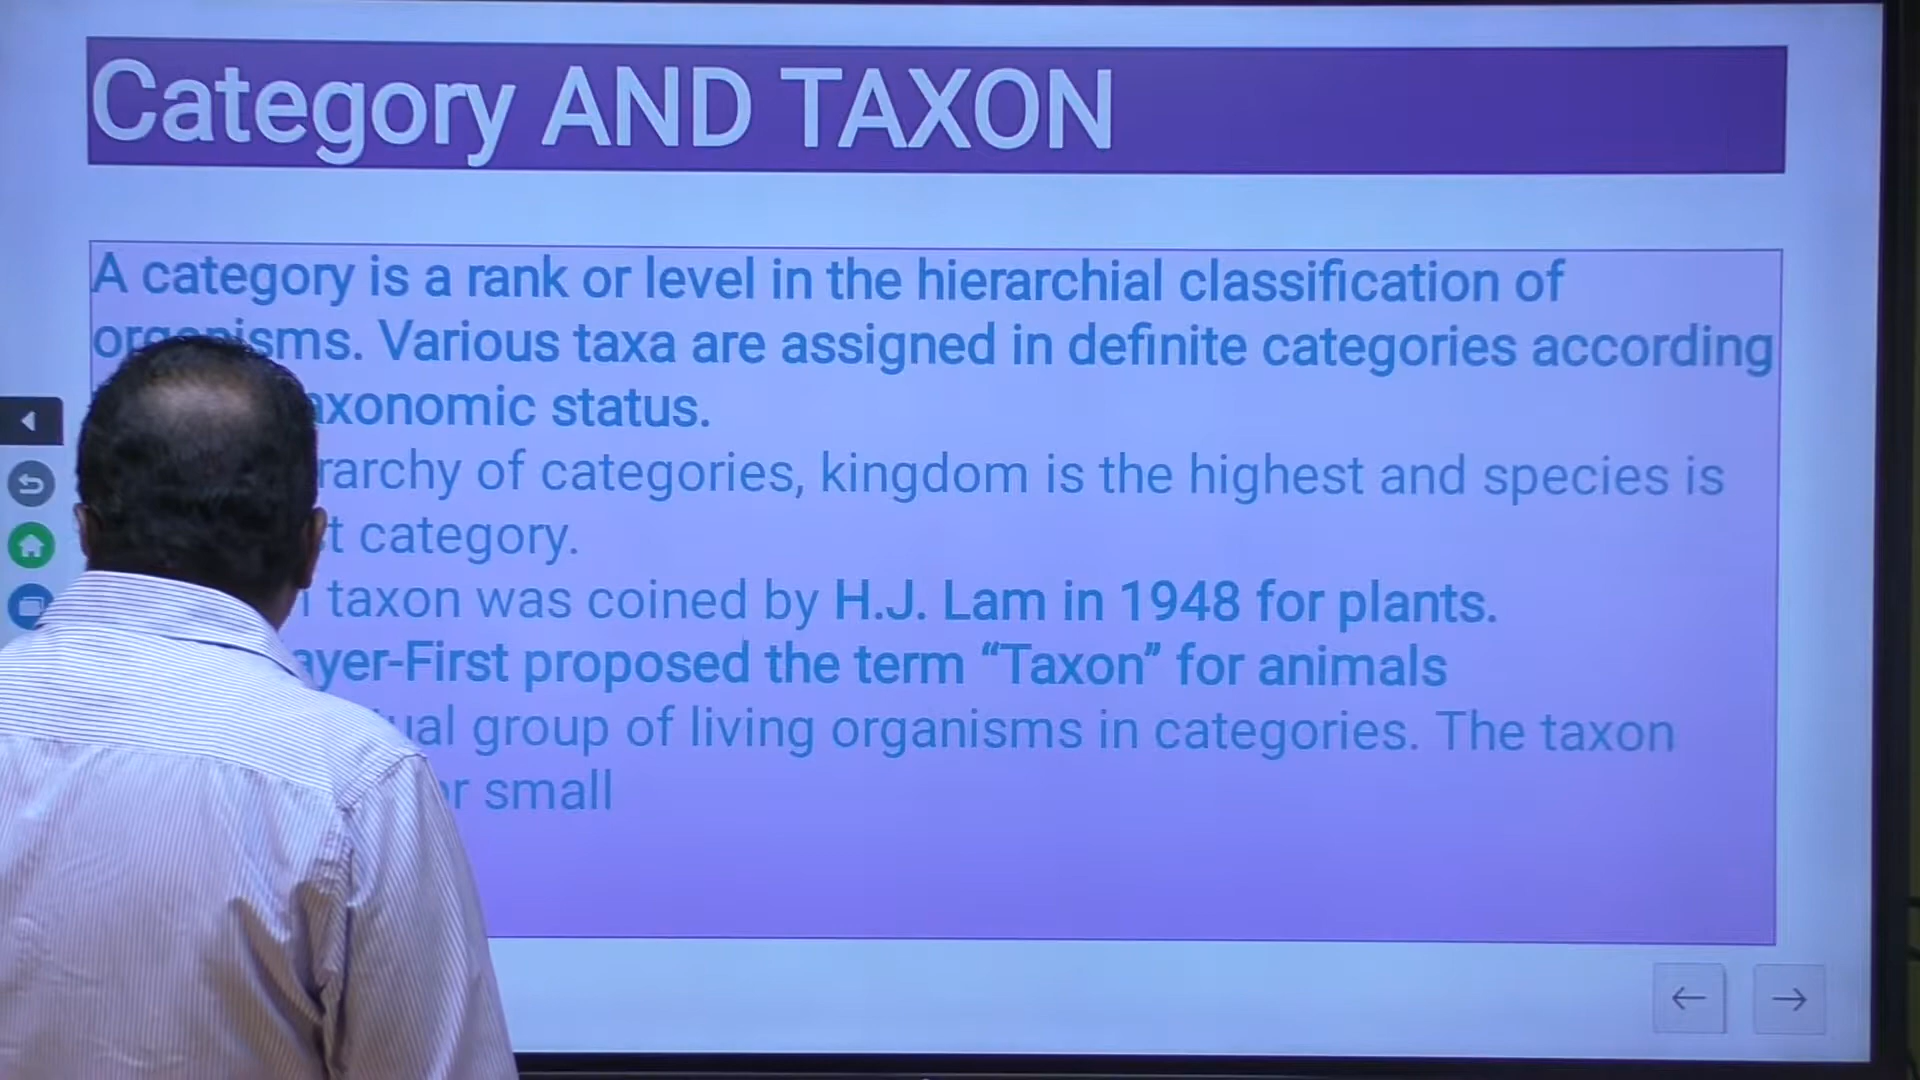 Category AND TAXON
A category is a rank or level in the hierarchial classification of
organisms. Various taxa are assigned in definite categories according
axonomic status.
rarchy of categories, kingdom is the highest and species is
t category.
taxon was coined by H.J. Lam in 1948 for plants.
ayer-First proposed the term “Taxon” for animals
ual group of living organisms in categories. The taxon
or small